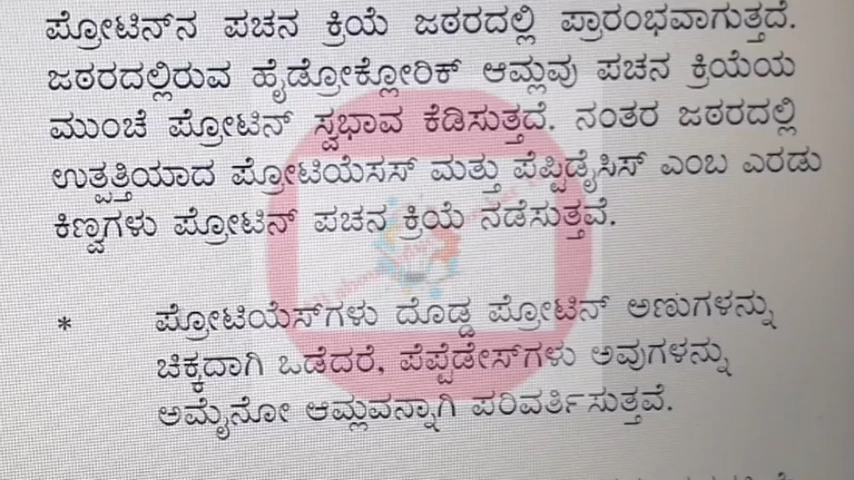 ಪ್ರೋಟಿನ್‌ನ ಪಚನ ಕ್ರಿಯೆ ಜಠರದಲ್ಲಿ ಪ್ರಾರಂಭವಾಗುತ್ತದೆ.
ಜಠರದಲ್ಲಿರುವ ಹೈಡ್ರೋಕ್ಲೋರಿಕ್ ಆಮ್ಲವು ಪಚನ ಕ್ರಿಯೆಯ
ಮುಂಚೆ ಪ್ರೋಟಿನ್ ಸ್ವಭಾವ ಕೆಡಿಸುತ್ತದೆ. ನಂತರ ಜಠರದಲ್ಲಿ
ಉತ್ಪತ್ತಿಯಾದ ಪ್ರೋಟಿಯೆಸಸ್ ಮತ್ತು ಪೆಪ್ಟಿಡೈಸಿಸ್ ಎಂಬ ಎರಡು
ಕಿಣ್ವಗಳು ಪ್ರೋಟಿನ್ ಪಚನ ಕ್ರಿಯೆ ನಡೆಸುತ್ತವೆ.
* ಪ್ರೋಟಿಯೆಸ್‌ಗಳು ದೊಡ್ಡ ಪ್ರೋಟಿನ್ ಅಣುಗಳನ್ನು
ಚಿಕ್ಕದಾಗಿ ಒಡೆದರೆ, ಪೆಪ್ಟೆಡೇಸ್‌ಗಳು ಅವುಗಳನ್ನು
ಅಮೈನೋ ಆಮ್ಲವನ್ನಾಗಿ ಪರಿವರ್ತಿಸುತ್ತವೆ.